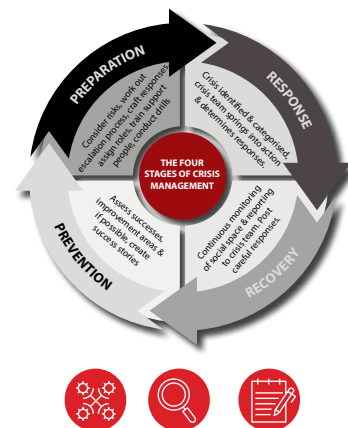 PREPARATION
Consider risks, work out
escalation process, craft responses
assign roles, train support
people, conduct drills
RESPONSE
Crisis identified & categorised,
crisis team springs into action
& determines responses.
THE FOUR
STAGES OF CRISIS
MANAGEMENT
PREVENTION
Assess successes,
improvement areas &
if possible, create
success stories
RECOVERY
Continuous monitoring
of social space & reporting
to crisis team. Post
careful responses.